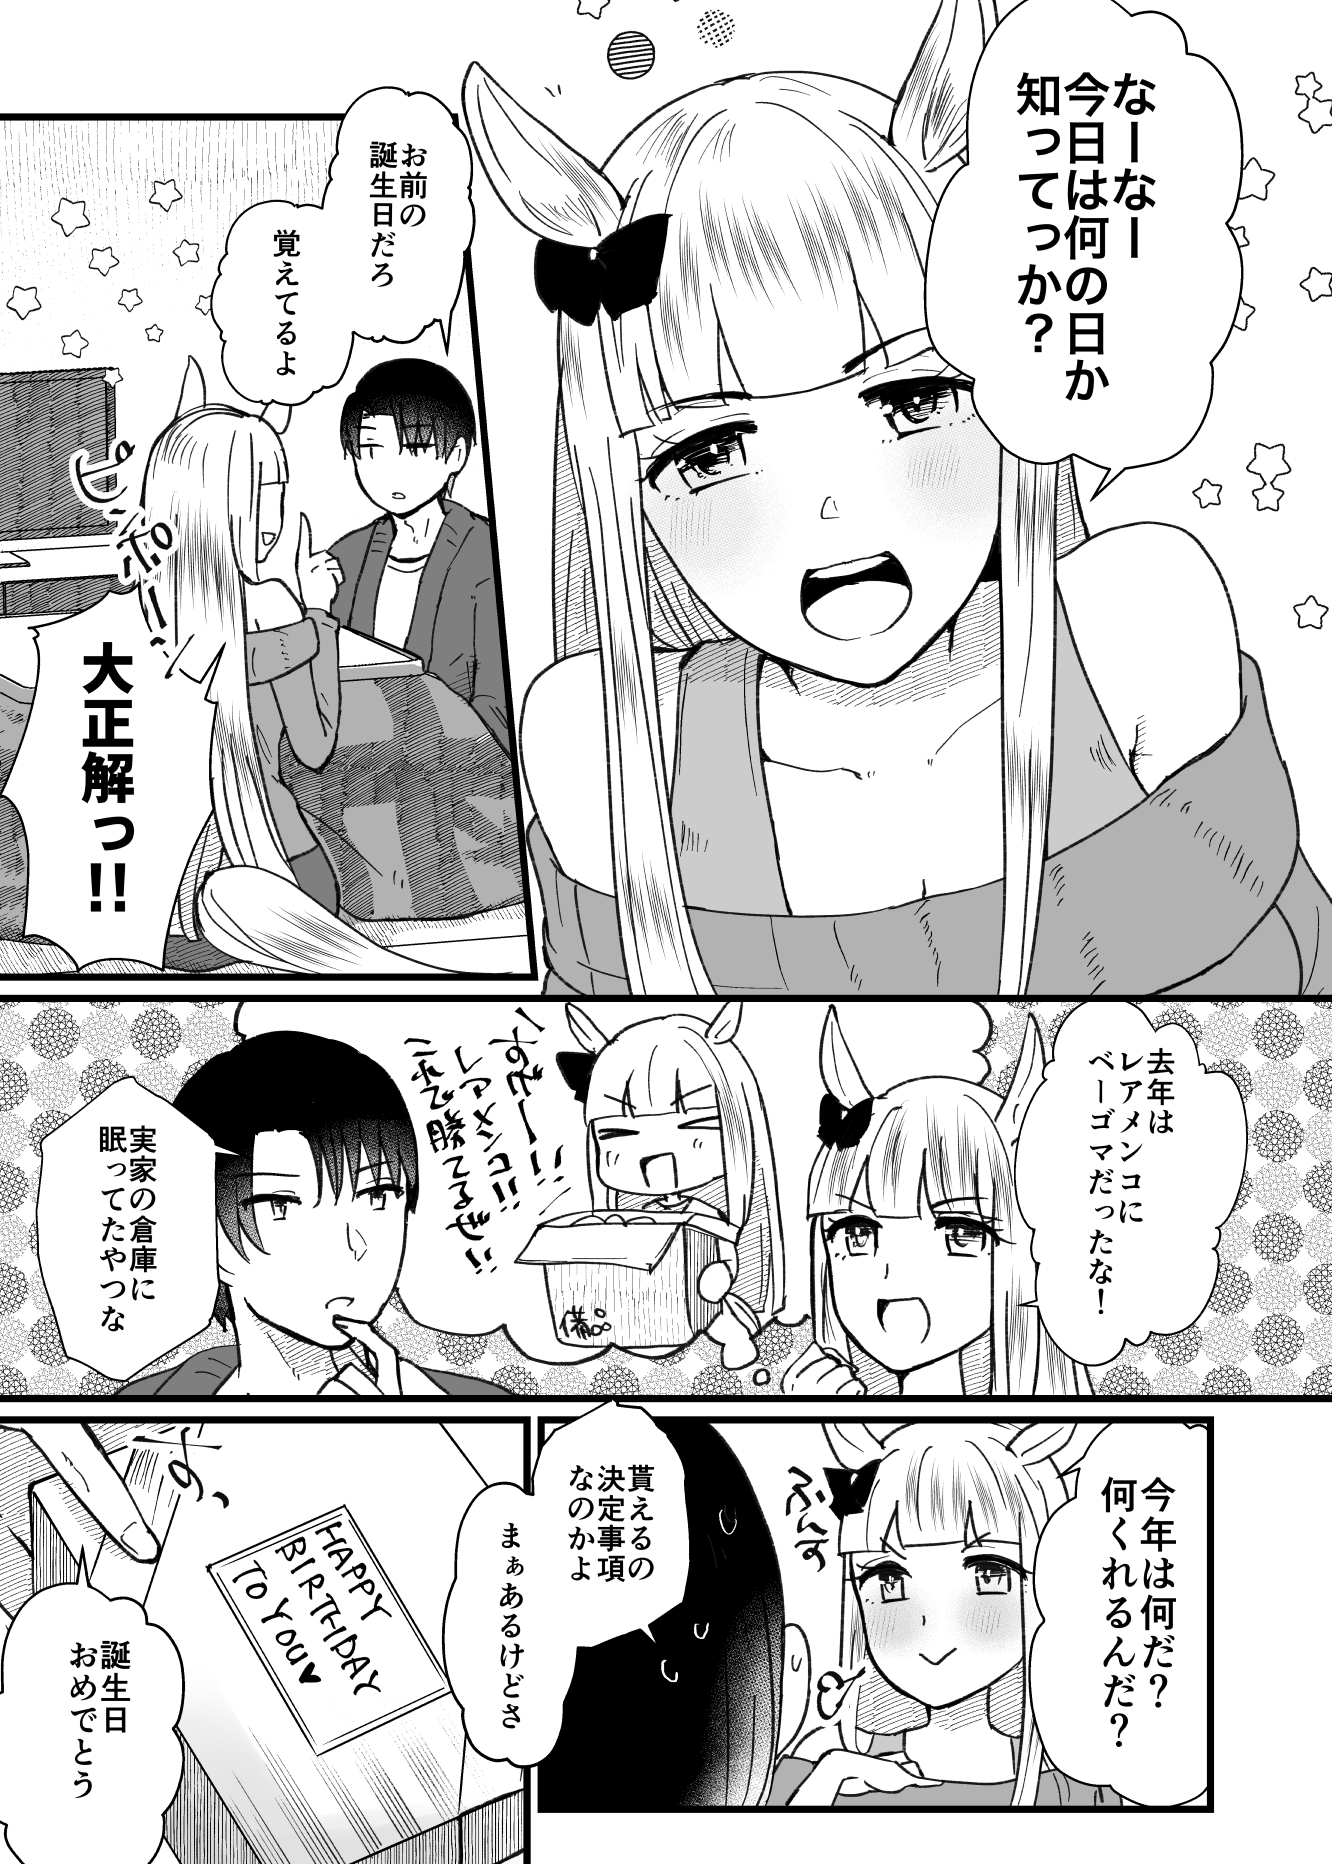 なーなー
今日は何の日か
知ってっか？
お前の
誕生日だろ
覚えてるよ
ピンポーン
大正解っ!!
去年は
レアメンコに
ベーゴマだったな！
すげー!!
レアメンコ!!
これで勝てるぜ!!
実家の倉庫に
眠ってたやつな
今年は何だ？
何くれるんだ？
ふんす
貰えるの
決定事項
なのかよ
まぁあるけどさ
す、
HAPPY
BIRTHDAY
TO YOU♥
誕生日
おめでとう